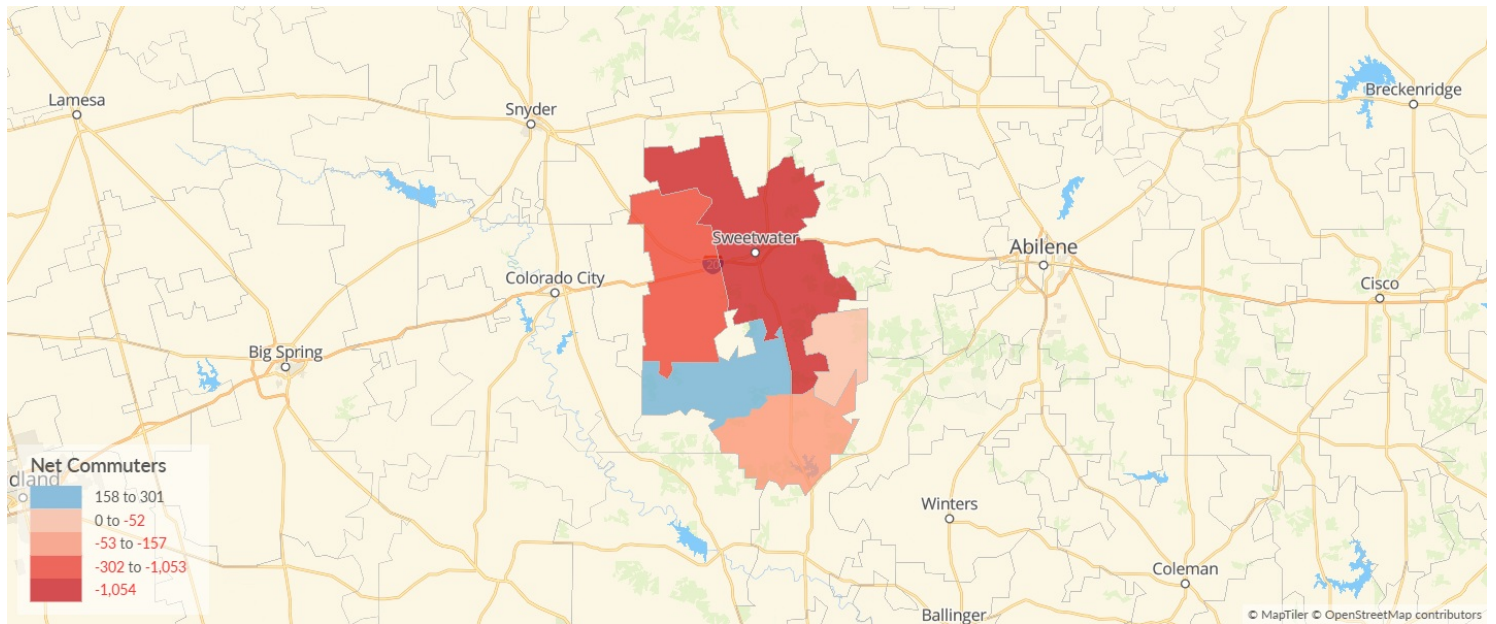 Lamesa
Snyder
Breckenridge
Sweetwater
Abilene
20
Colorado City
Cisco
Big Spring
Net Commuters
dland
158 to 301
0 to -52
-53 to -157
-302 to -1,053
-1,054
Winters
Coleman
Ballinger
© MapTiler © OpenStreetMap contributors